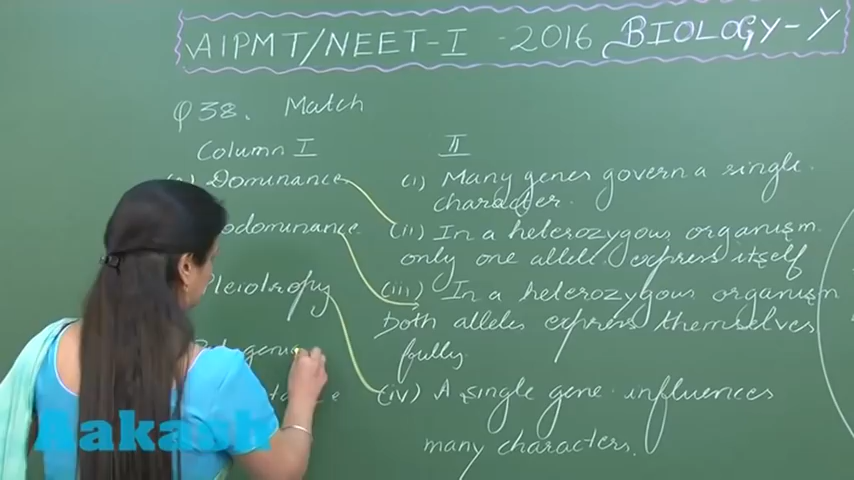 AIPMT/NEET-I - 2016 BIOLOGY-Y
Q 38. Match
Column I II
Dominance (i) Many genes govern a single
character.
odominance (ii) In a heterozygous organism
only one allele express itself
Pleiotropy (iii) In a heterozygous organism
both alleles express themselves
fully
(iv) A single gene influences
many characters.
Aakash